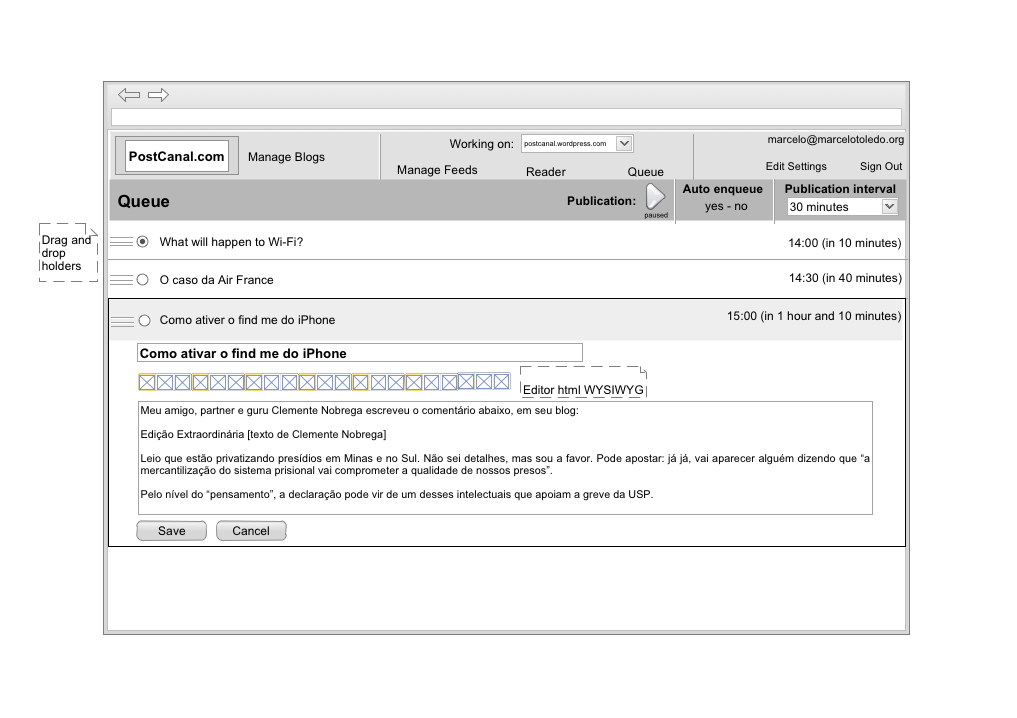 PostCanal.com
Manage Blogs
Working on:
postcanal.wordpress.com
marcelo@marcelotoledo.org
Manage Feeds
Reader
Queue
Edit Settings
Sign Out
Queue
Publication:
paused
Auto enqueue
yes - no
Publication interval
30 minutes
Drag and
drop
holders
What will happen to Wi-Fi?
14:00 (in 10 minutes)
O caso da Air France
14:30 (in 40 minutes)
Como ativer o find me do iPhone
15:00 (in 1 hour and 10 minutes)
Como ativar o find me do iPhone
Editor html WYSIWYG
Meu amigo, partner e guru Clemente Nobrega escreveu o comentário abaixo, em seu blog:
Edição Extraordinária [texto de Clemente Nobrega]
Leio que estão privatizando presídios em Minas e no Sul. Não sei detalhes, mas sou a favor. Pode apostar: já já, vai aparecer alguém dizendo que “a
mercantilização do sistema prisional vai comprometer a qualidade de nossos presos”.
Pelo nível do “pensamento”, a declaração pode vir de um desses intelectuais que apoiam a greve da USP.
Save
Cancel